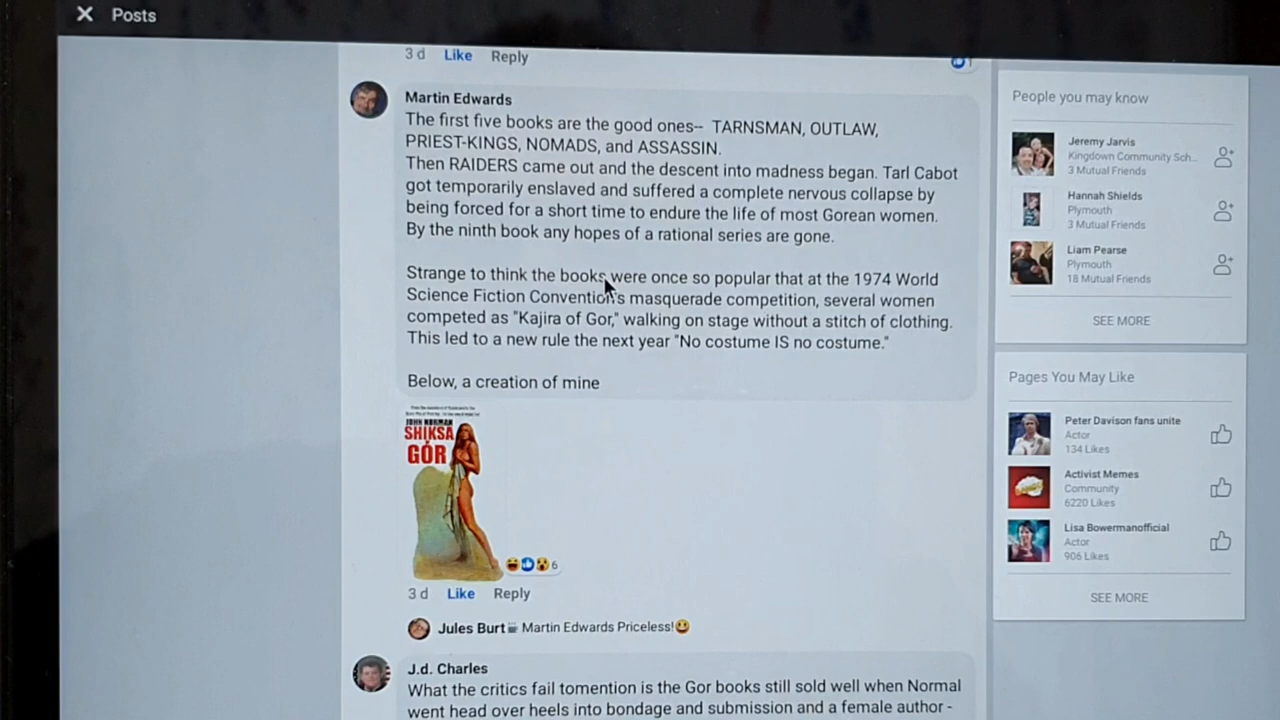 Posts
3 d Like Reply
1
Martin Edwards
The first five books are the good ones-- TARNSMAN, OUTLAW,
PRIEST-KINGS, NOMADS, and ASSASSIN.
Then RAIDERS came out and the descent into madness began. Tarl Cabot
got temporarily enslaved and suffered a complete nervous collapse by
being forced for a short time to endure the life of most Gorean women.
By the ninth book any hopes of a rational series are gone.
Strange to think the books were once so popular that at the 1974 World
Science Fiction Convention's masquerade competition, several women
competed as "Kajira of Gor," walking on stage without a stitch of clothing.
This led to a new rule the next year "No costume IS no costume."
Below, a creation of mine
JOHN NORMAN
SHIKSA
GOR
6
3 d Like Reply
Jules Burt Martin Edwards Priceless!
J.d. Charles
What the critics fail tomention is the Gor books still sold well when Normal
went head over heels into bondage and submission and a female author -
People you may know
Jeremy Jarvis
Kingdown Community Sch...
3 Mutual Friends
Hannah Shields
Plymouth
3 Mutual Friends
Liam Pearse
Plymouth
18 Mutual Friends
SEE MORE
Pages You May Like
Peter Davison fans unite
Actor
134 Likes
Activist Memes
Community
6220 Likes
Lisa Bowermanofficial
Actor
906 Likes
SEE MORE